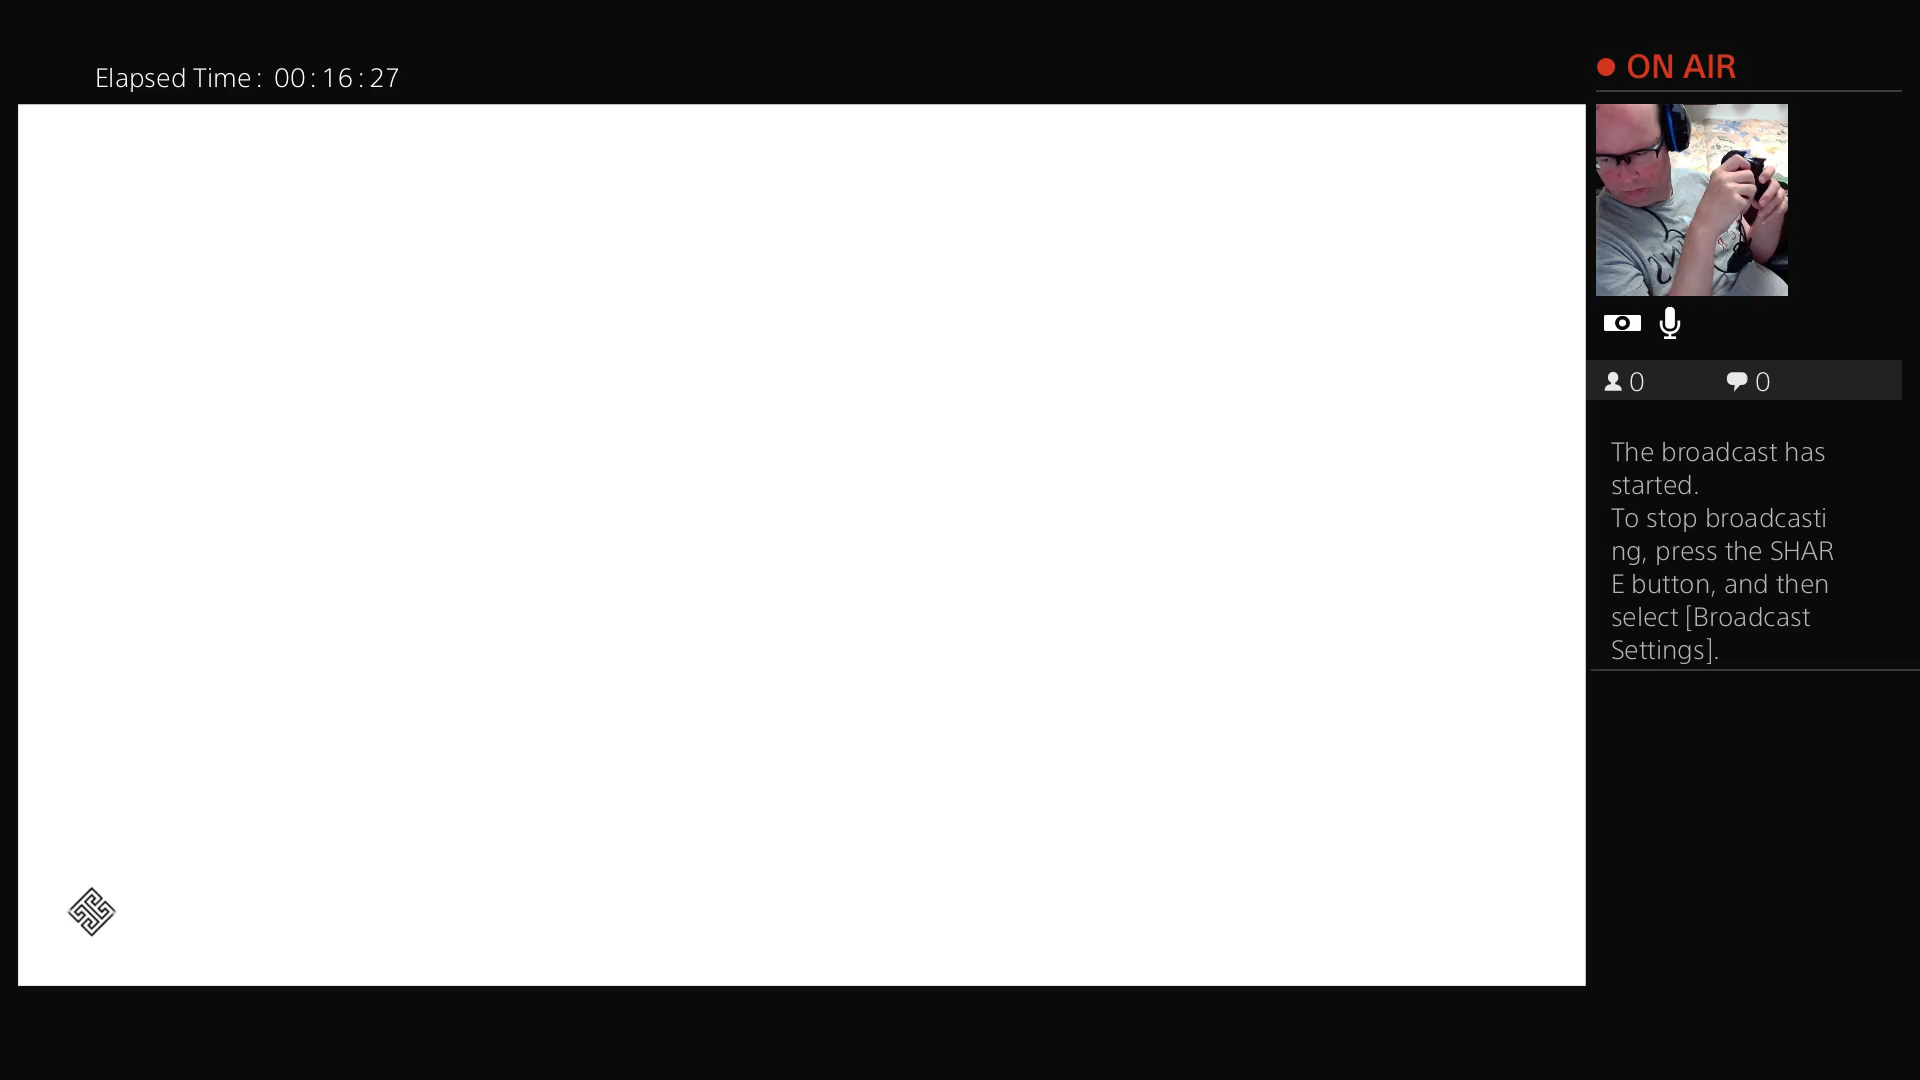 Elapsed Time: 00:16:27
ON AIR
0 0
The broadcast has
started.
To stop broadcasti
ng, press the SHAR
E button, and then
select [Broadcast
Settings].